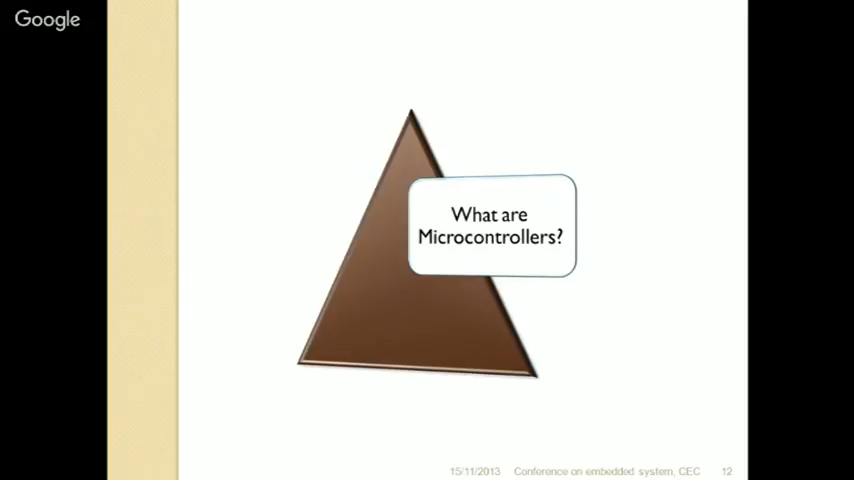 Google
What are
Microcontrollers?
15/11/2013 Conference on embedded system, CEC 12